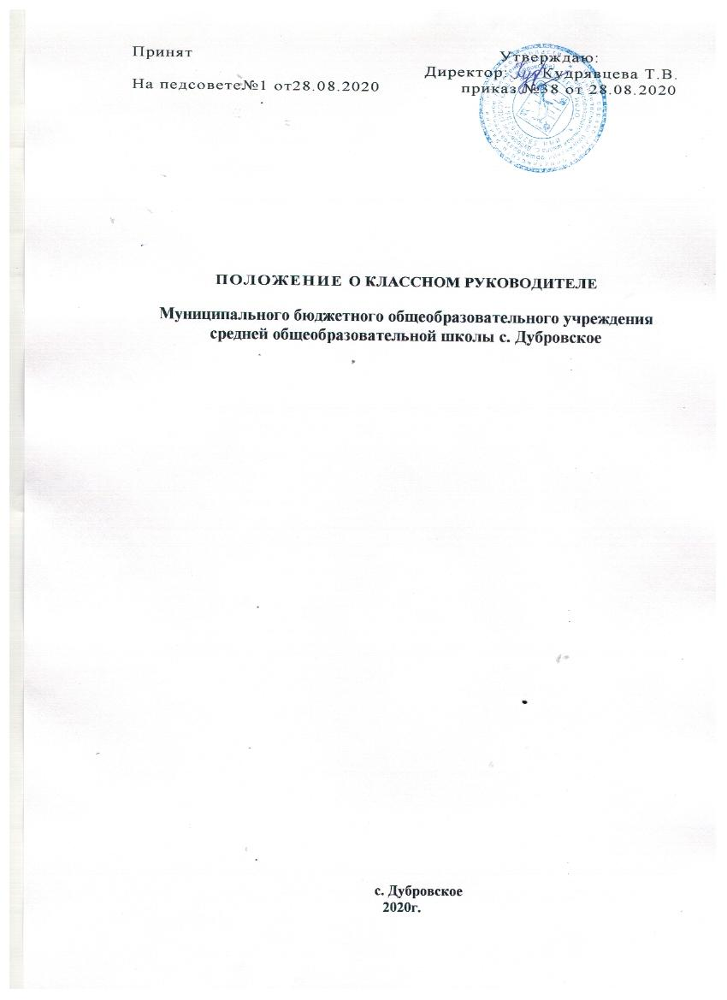 Принят
Утверждаю:
Директор: Кудрявцева Т.В.
На педсовете№1 от28.08.2020
приказ №38 от 28.08.2020
ПОЛОЖЕНИЕ О КЛАССНОМ РУКОВОДИТЕЛЕ
Муниципального бюджетного общеобразовательного учреждения
средней общеобразовательной школы с. Дубровское
с. Дубровское
2020г.